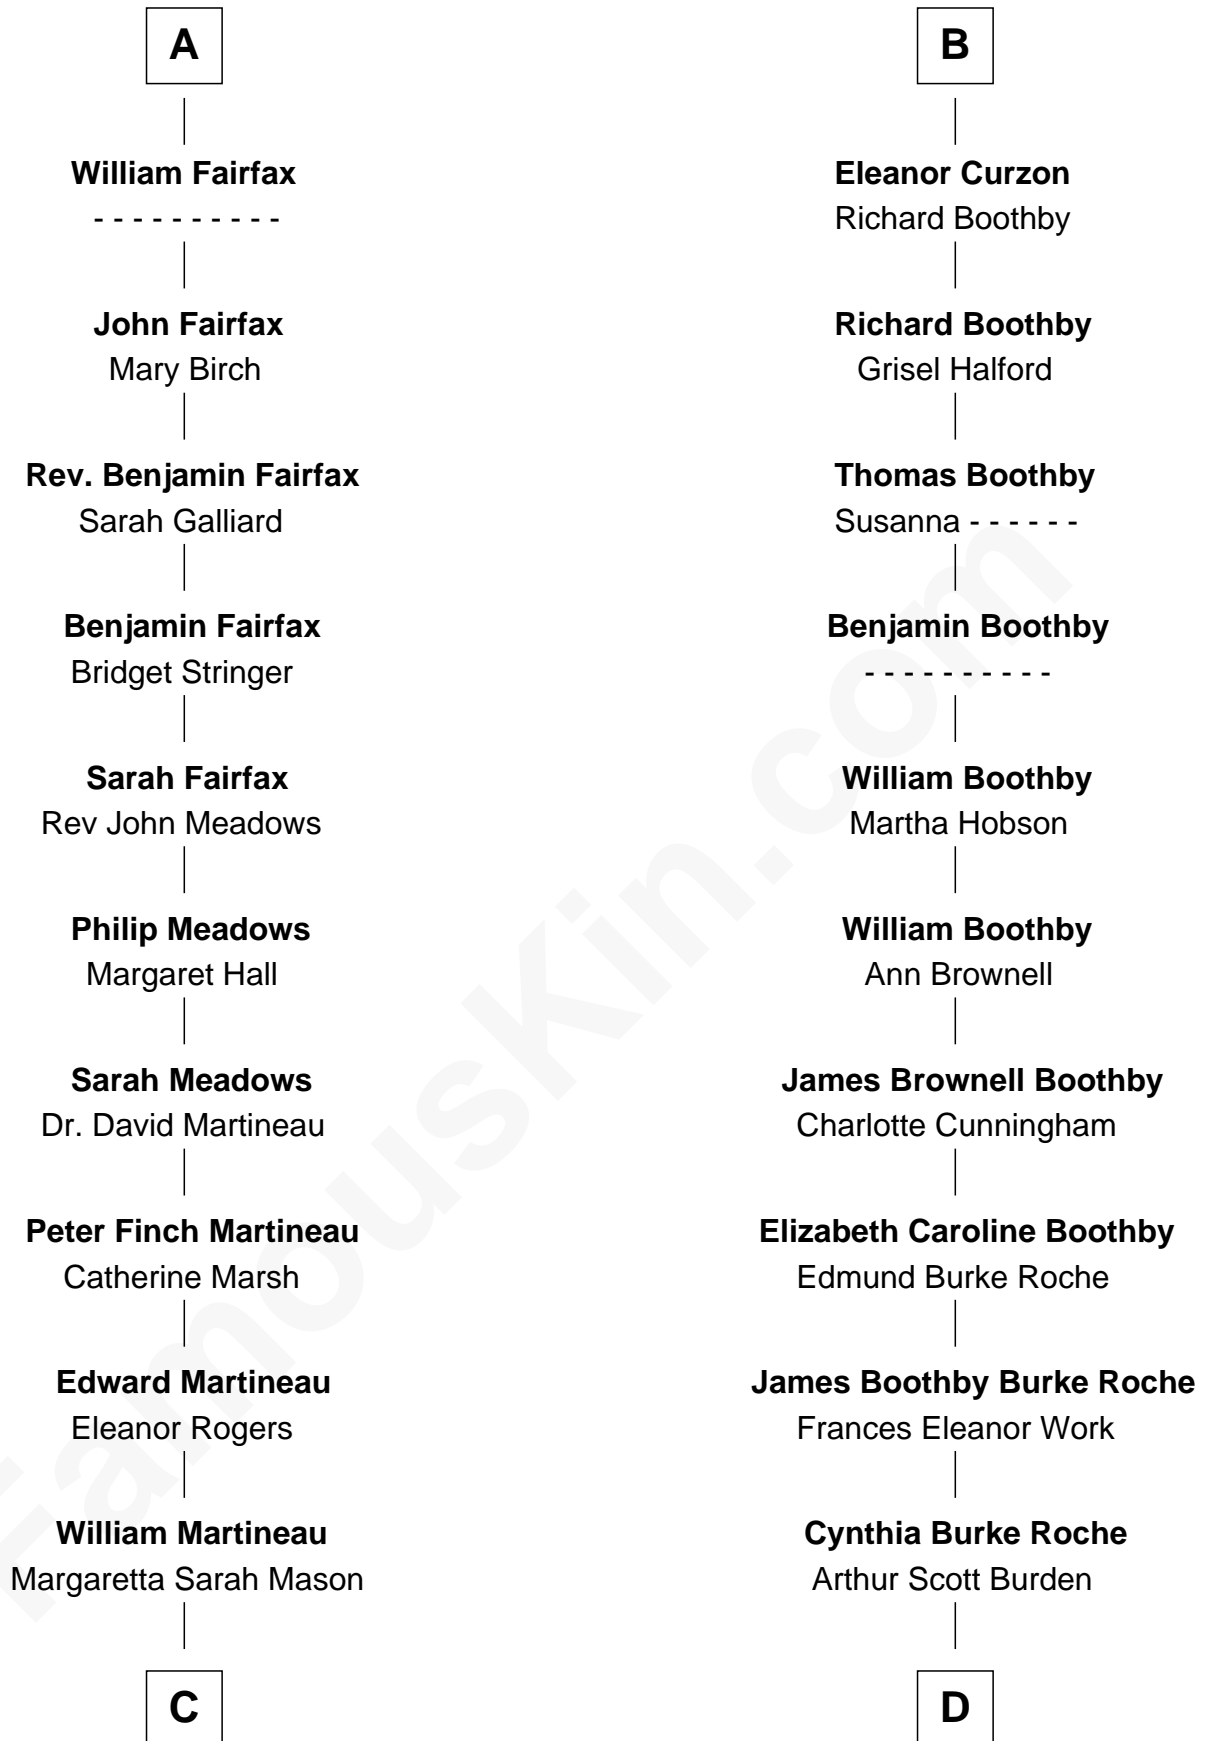 A
William Fairfax
- - - - - - - - - -
John Fairfax
Mary Birch
Rev. Benjamin Fairfax
Sarah Galliard
Benjamin Fairfax
Bridget Stringer
Sarah Fairfax
Rev John Meadows
Philip Meadows
Margaret Hall
Sarah Meadows
Dr. David Martineau
Peter Finch Martineau
Catherine Marsh
Edward Martineau
Eleanor Rogers
William Martineau
Margaretta Sarah Mason
C
B
Eleanor Curzon
Richard Boothby
Richard Boothby
Grisel Halford
Thomas Boothby
Susanna - - - - - -
Benjamin Boothby
- - - - - - - - - -
William Boothby
Martha Hobson
William Boothby
Ann Brownell
James Brownell Boothby
Charlotte Cunningham
Elizabeth Caroline Boothby
Edmund Burke Roche
James Boothby Burke Roche
Frances Eleanor Work
Cynthia Burke Roche
Arthur Scott Burden
D
FamousKin.com